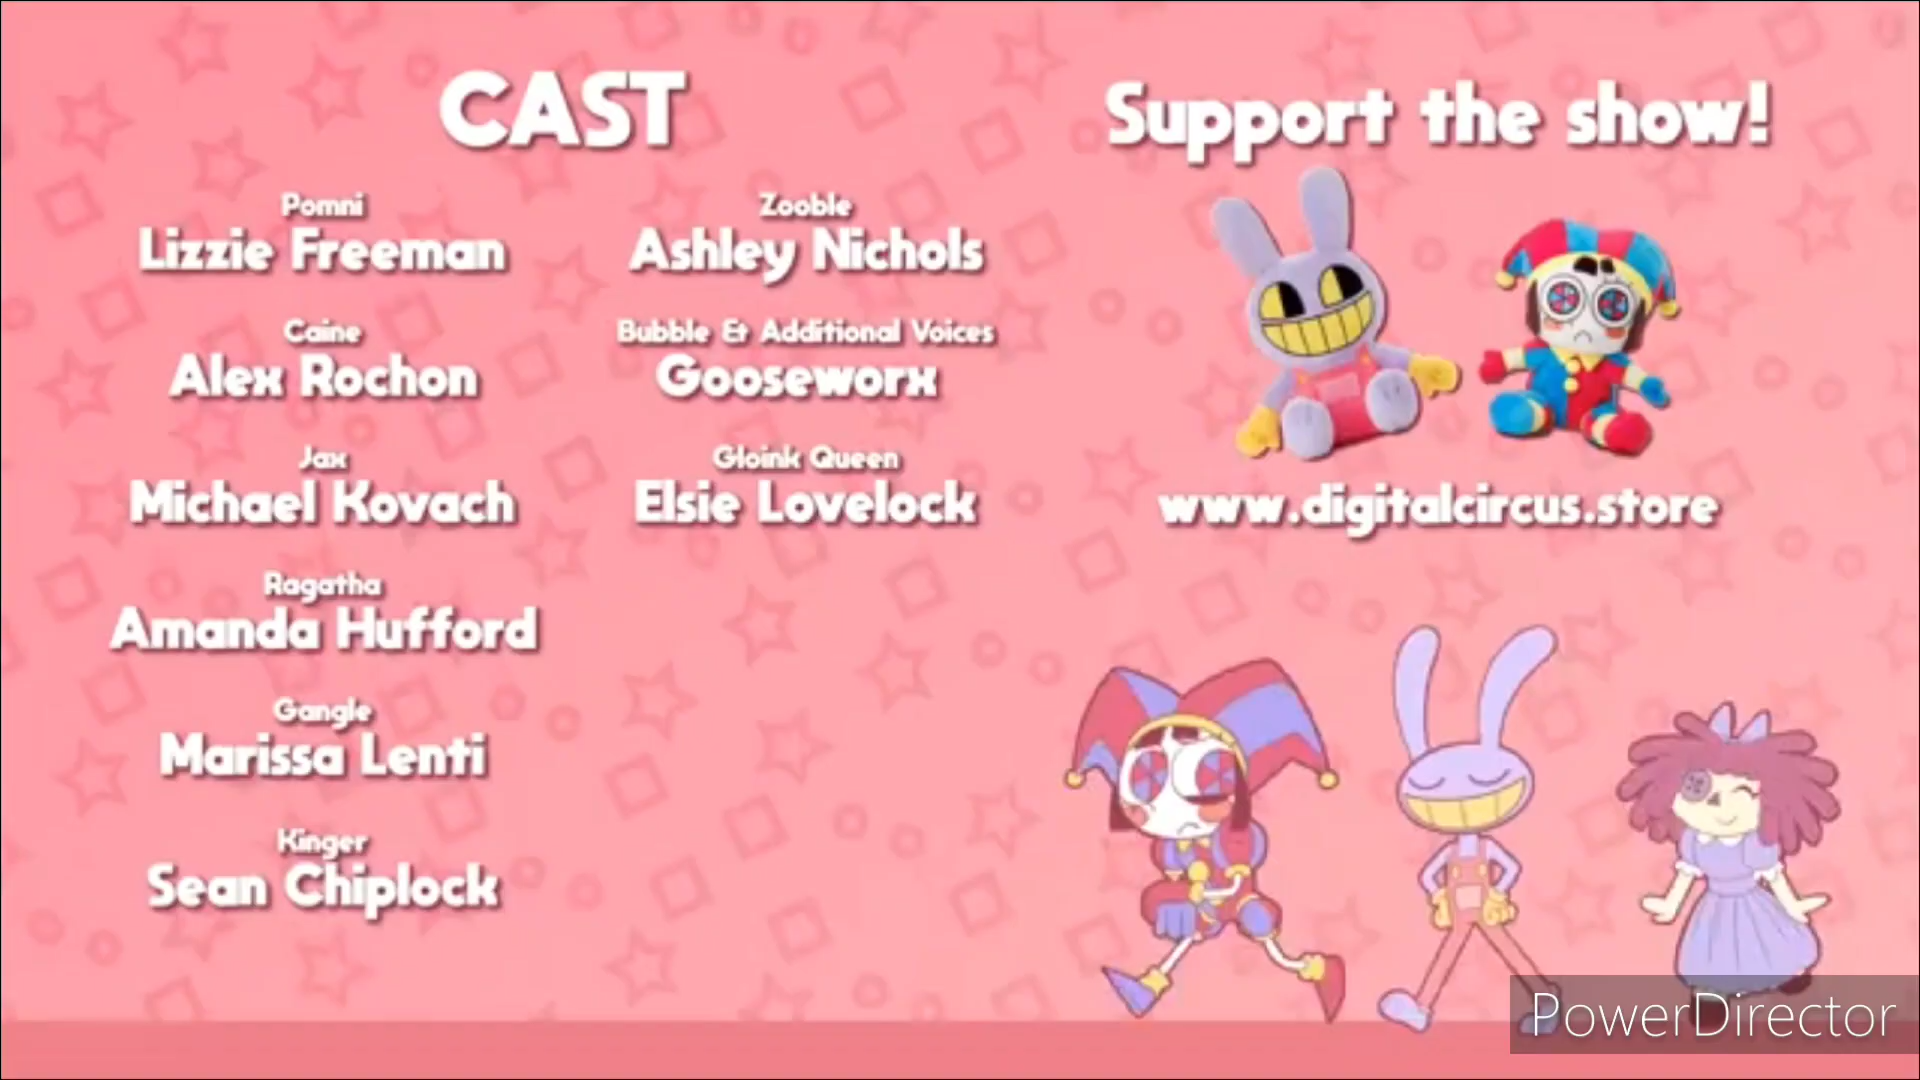 CAST
Pomni
Lizzie Freeman
Caine
Alex Rochon
Jax
Michael Kovach
Ragatha
Amanda Hufford
Gangle
Marissa Lenti
Kinger
Sean Chiplock
Zooble
Ashley Nichols
Bubble & Additional Voices
Gooseworx
Gloink Queen
Elsie Lovelock
Support the show!
www.digitalcircus.store
PowerDirector